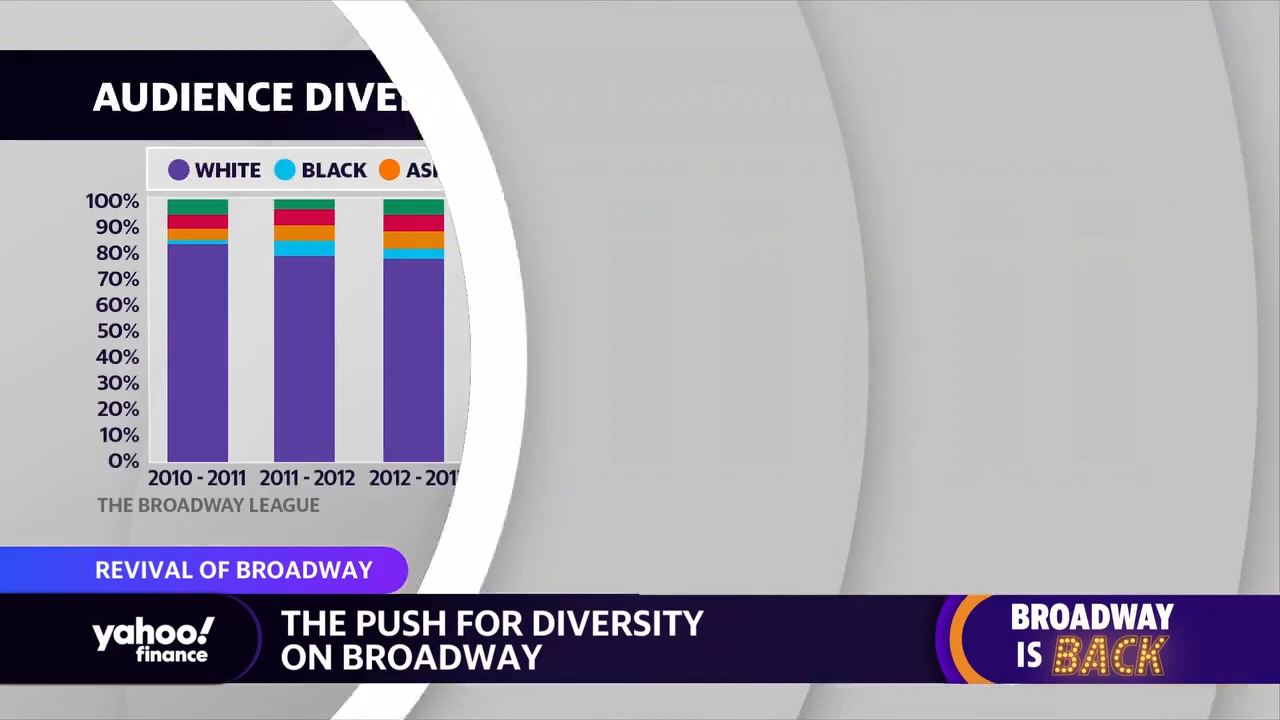 AUDIENCE
WHITE BLACK
100%
90%
80%
70%
60%
50%
40%
30%
20%
10%
0%
2010 - 2011 2011 - 2012 2012 -
THE BROADWAY LEAGUE
REVIVAL OF BROADWAY
yahoo!
finance
THE PUSH FOR DIVERSITY
ON BROADWAY
BROADWAY
IS BACK